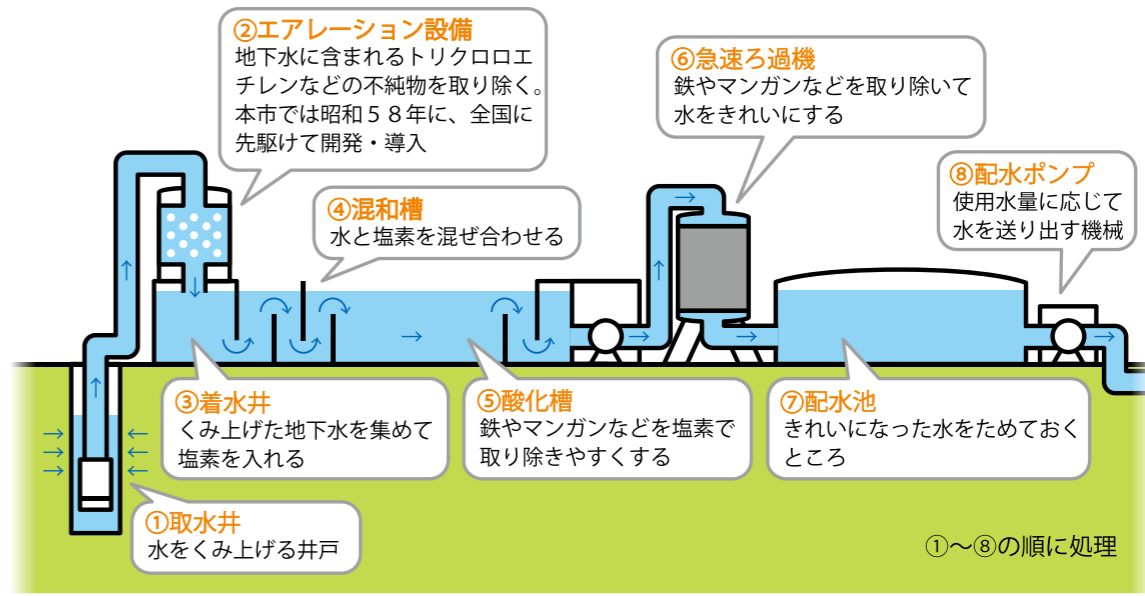 ①取水井
水をくみ上げる井戸
②エアレーション設備
地下水に含まれるトリクロロエ
チレンなどの不純物を取り除く。
本市では昭和５８年に、全国に
先駆けて開発・導入
③着水井
くみ上げた地下水を集めて
塩素を入れる
④混和槽
水と塩素を混ぜ合わせる
⑤酸化槽
鉄やマンガンなどを塩素で
取り除きやすくする
⑥急速ろ過機
鉄やマンガンなどを取り除いて
水をきれいにする
⑦配水池
きれいになった水をためておく
ところ
⑧配水ポンプ
使用水量に応じて
水を送り出す機械
①～⑧の順に処理